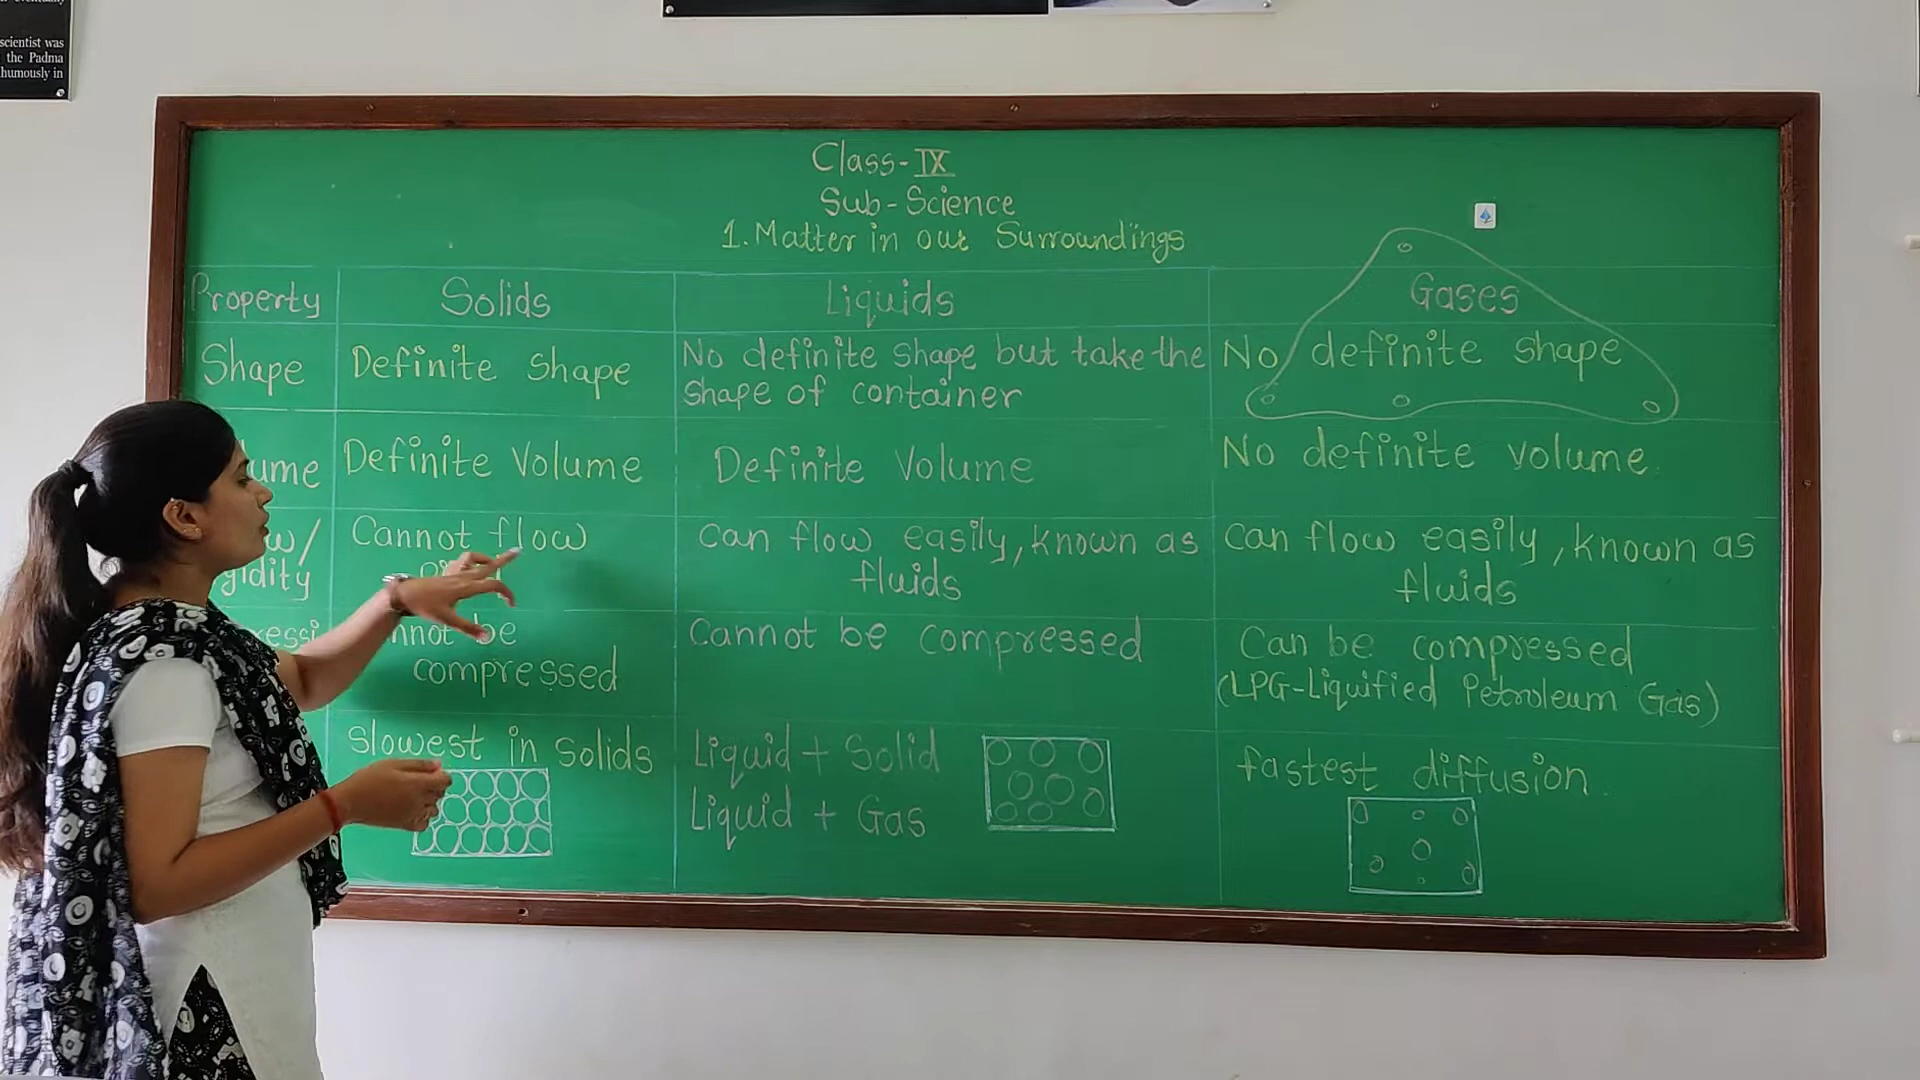 eventually
scientist was
the Padma
humously in
Class-IX
Sub-Science
1. Matter in our Surroundings
Property
Solids
Liquids
Gases
Shape
Definite shape
No definite shape but take the
shape of container
No definite shape
Definite Volume
Definite Volume
No definite volume
Cannot flow
Can flow easily, known as
fluids
Can flow easily, known as
fluids
be
compressed
Cannot be compressed
Can be compressed
(LPG-Liquified Petroleum Gas)
Slowest in Solids
Liquid + Solid
Liquid + Gas
fastest diffusion